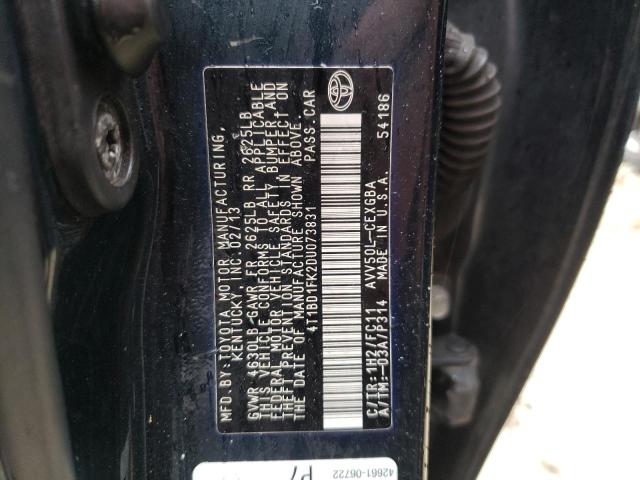 MFD. BY: TOYOTA MOTOR MANUFACTURING,
KENTUCKY, INC. 02/13
GVWR 4630LB GAWR FR 2625LB RR 2625LB
THIS VEHICLE CONFORMS TO ALL APPLICABLE
FEDERAL MOTOR VEHICLE SAFETY BUMPER, AND
THEFT PREVENTION STANDARDS IN EFFECT ON
THE DATE OF MANUFACTURE SHOWN ABOVE.
4T1BD1FK2DU073831 PASS. CAR
C/TR: 1H2/FC11 AVV50L-CEXGBA
A/TM: -03A/P314 MADE IN U.S.A.
54186
42661-06722
P7